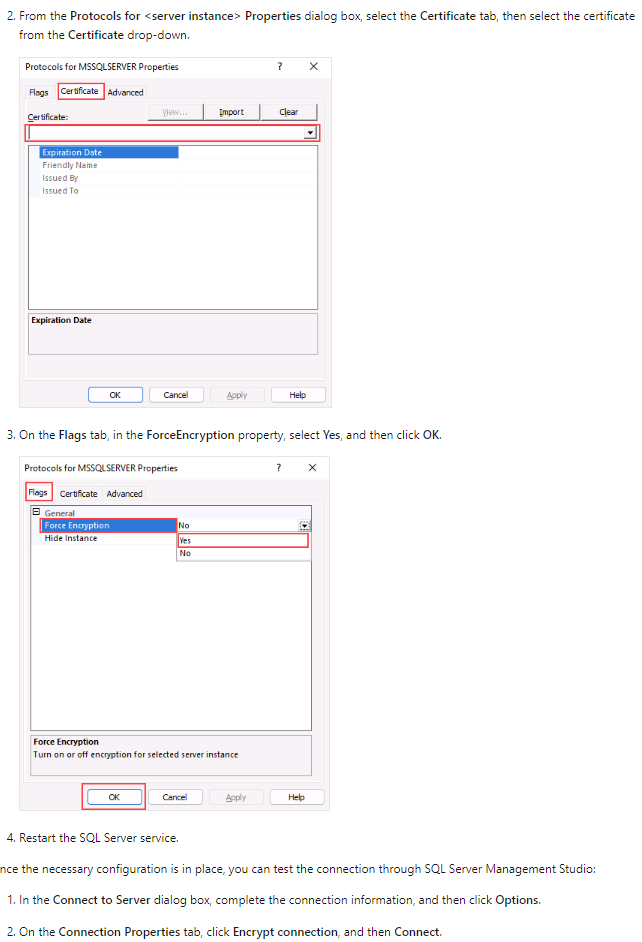 2. From the Protocols for <server instance> Properties dialog box, select the Certificate tab, then select the certificate
from the Certificate drop-down.
Protocols for MSSQLSERVER Properties ? X
Flags Certificate Advanced
View... Import Clear
Certificate:
Expiration Date
Friendly Name
Issued By
Issued To
Expiration Date
OK Cancel Apply Help
3. On the Flags tab, in the ForceEncryption property, select Yes, and then click OK.
Protocols for MSSQLSERVER Properties ? X
Flags Certificate Advanced
General
Force Encryption No
Hide Instance Yes
No
Force Encryption
Turn on or off encryption for selected server instance
OK Cancel Apply Help
4. Restart the SQL Server service.
nce the necessary configuration is in place, you can test the connection through SQL Server Management Studio:
1. In the Connect to Server dialog box, complete the connection information, and then click Options.
2. On the Connection Properties tab, click Encrypt connection, and then Connect.